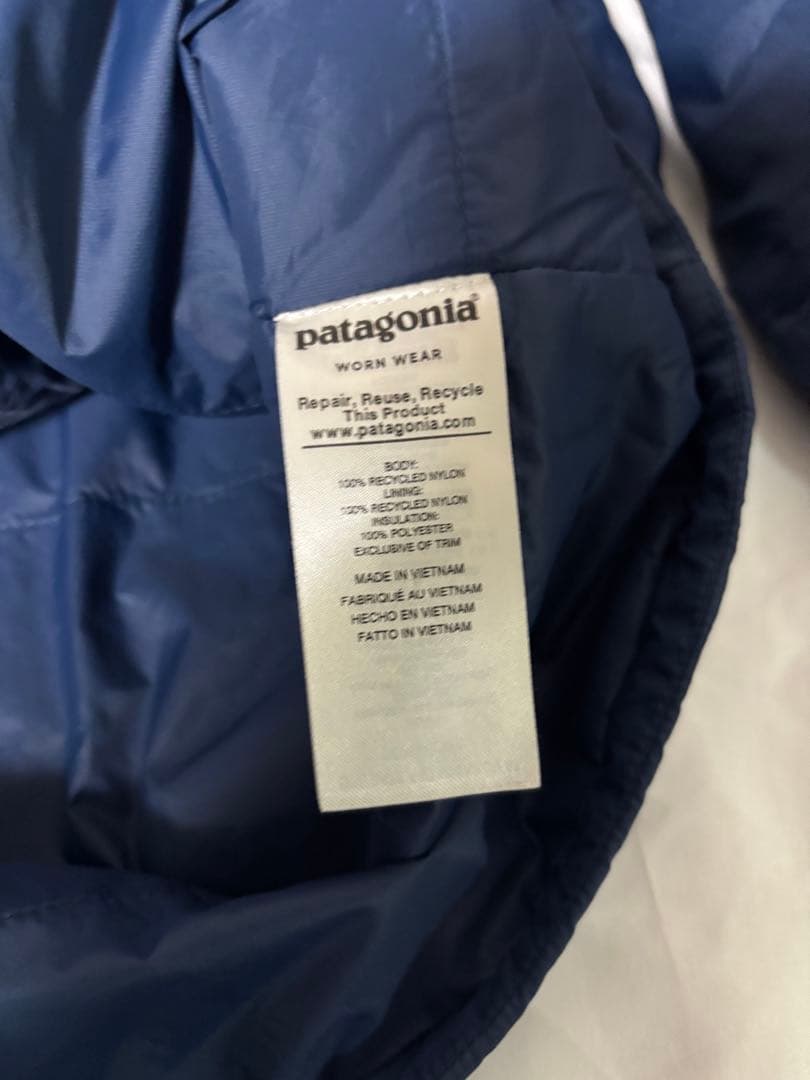 patagonia®
WORN WEAR
Repair, Reuse, Recycle
This Product
www.patagonia.com
BODY:
100% RECYCLED NYLON
LINING:
100% RECYCLED NYLON
INSULATION:
100% POLYESTER
EXCLUSIVE OF TRIM
MADE IN VIETNAM
FABRIQUÉ AU VIETNAM
HECHO EN VIETNAM
FATTO IN VIETNAM